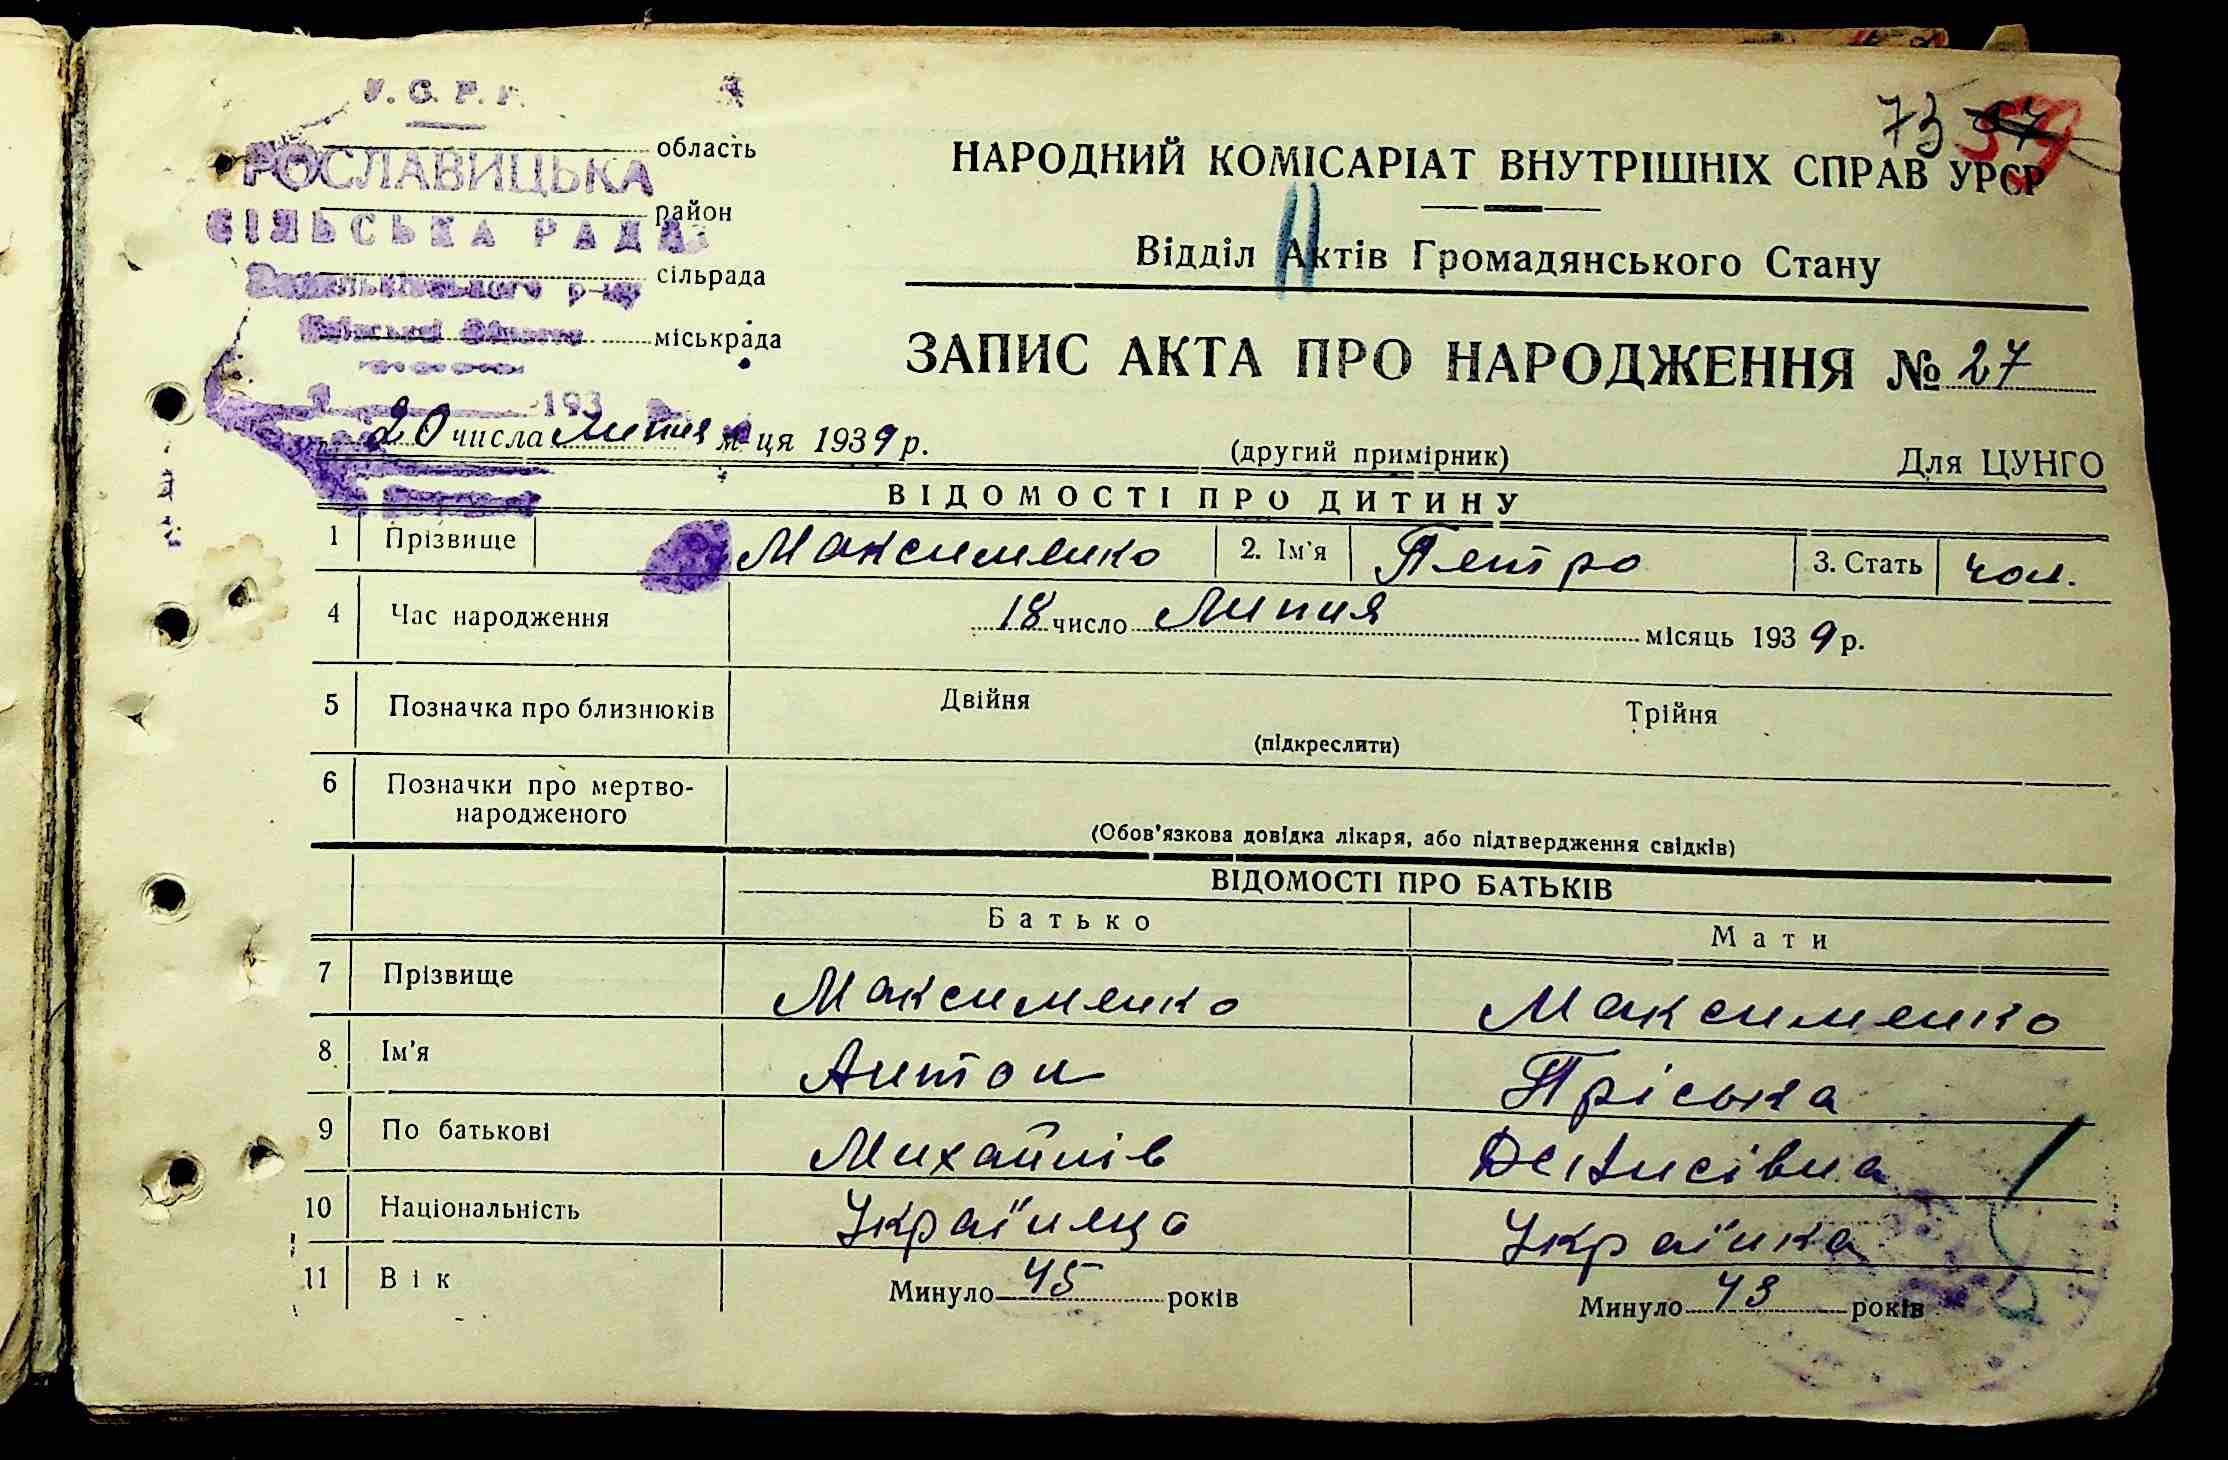 У.С.Р.Р.
область
РОСЛАВИЦЬКА
район
СІЛЬСЬКА РАДА
сільрада
р-ну
міськрада
193
73 37 59
НАРОДНИЙ КОМІСАРІАТ ВНУТРІШНІХ СПРАВ УРСР
Відділ Актів Громадянського Стану
ЗАПИС АКТА ПРО НАРОДЖЕННЯ № 27
20 числа Липня м-ця 1939 р.
(другий примірник)
Для ЦУНГО
ВІДОМОСТІ ПРО ДИТИНУ
1 Прізвище Максименко 2. Ім'я Петро 3. Стать чол.
4 Час народження 18 число Липня місяць 1939 р.
5 Позначка про близнюків Двійня Трійня
(підкреслити)
6 Позначки про мертво-
народженого
(Обов'язкова довідка лікаря, або підтвердження свідків)
ВІДОМОСТІ ПРО БАТЬКІВ
Батько Мати
7 Прізвище Максименко Максименко
8 Ім'я Антон Пріська
9 По батькові Михайлів Денисівна
10 Національність Українець Українка
11 Вік Минуло 45 років Минуло 43 років